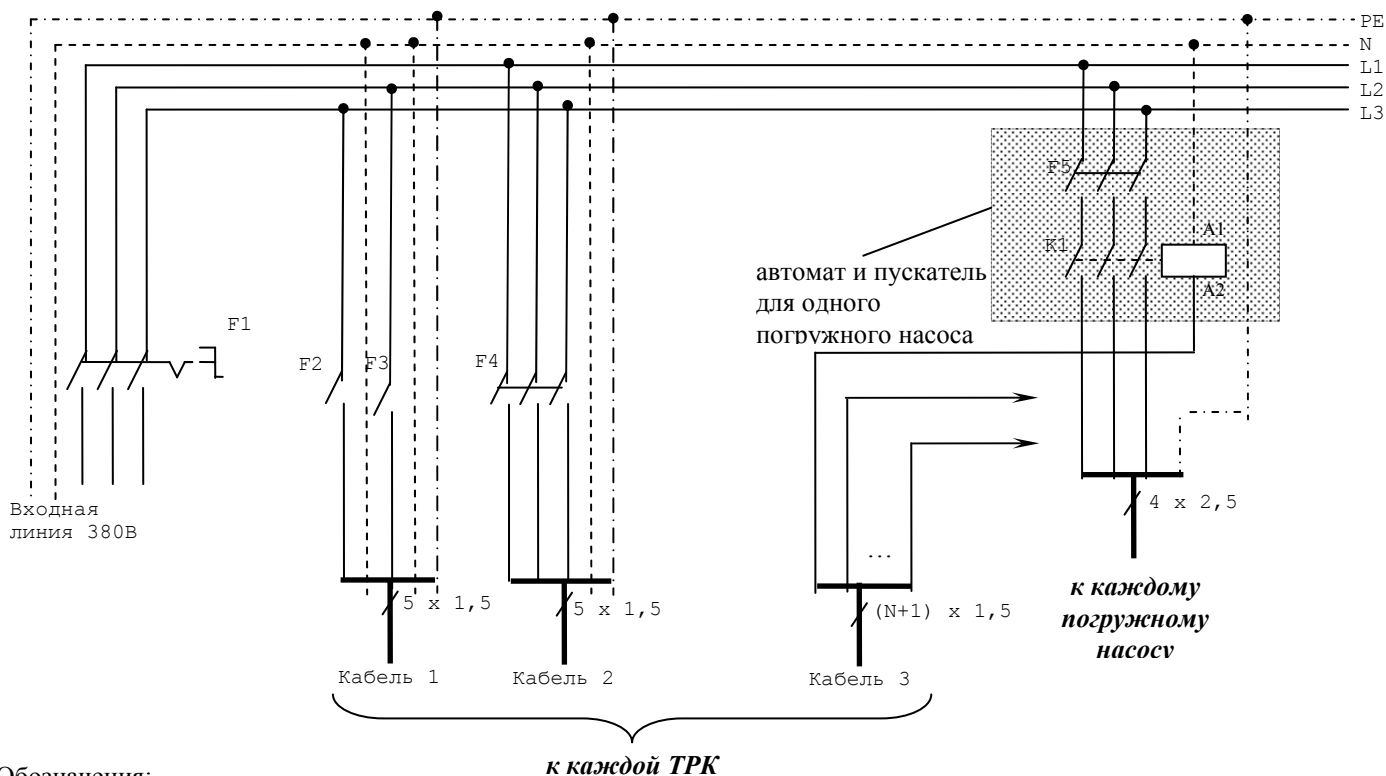 PE
N
L1
L2
L3
F5
K1
A1
A2
автомат и пускатель
для одного
погружного насоса
F1
F2
F3
F4
Входная
линия 380В
4 x 2,5
...
5 x 1,5
5 x 1,5
(N+1) x 1,5
к каждому
погружному
насосу
Кабель 1
Кабель 2
Кабель 3
к каждой ТРК
Обозначения: